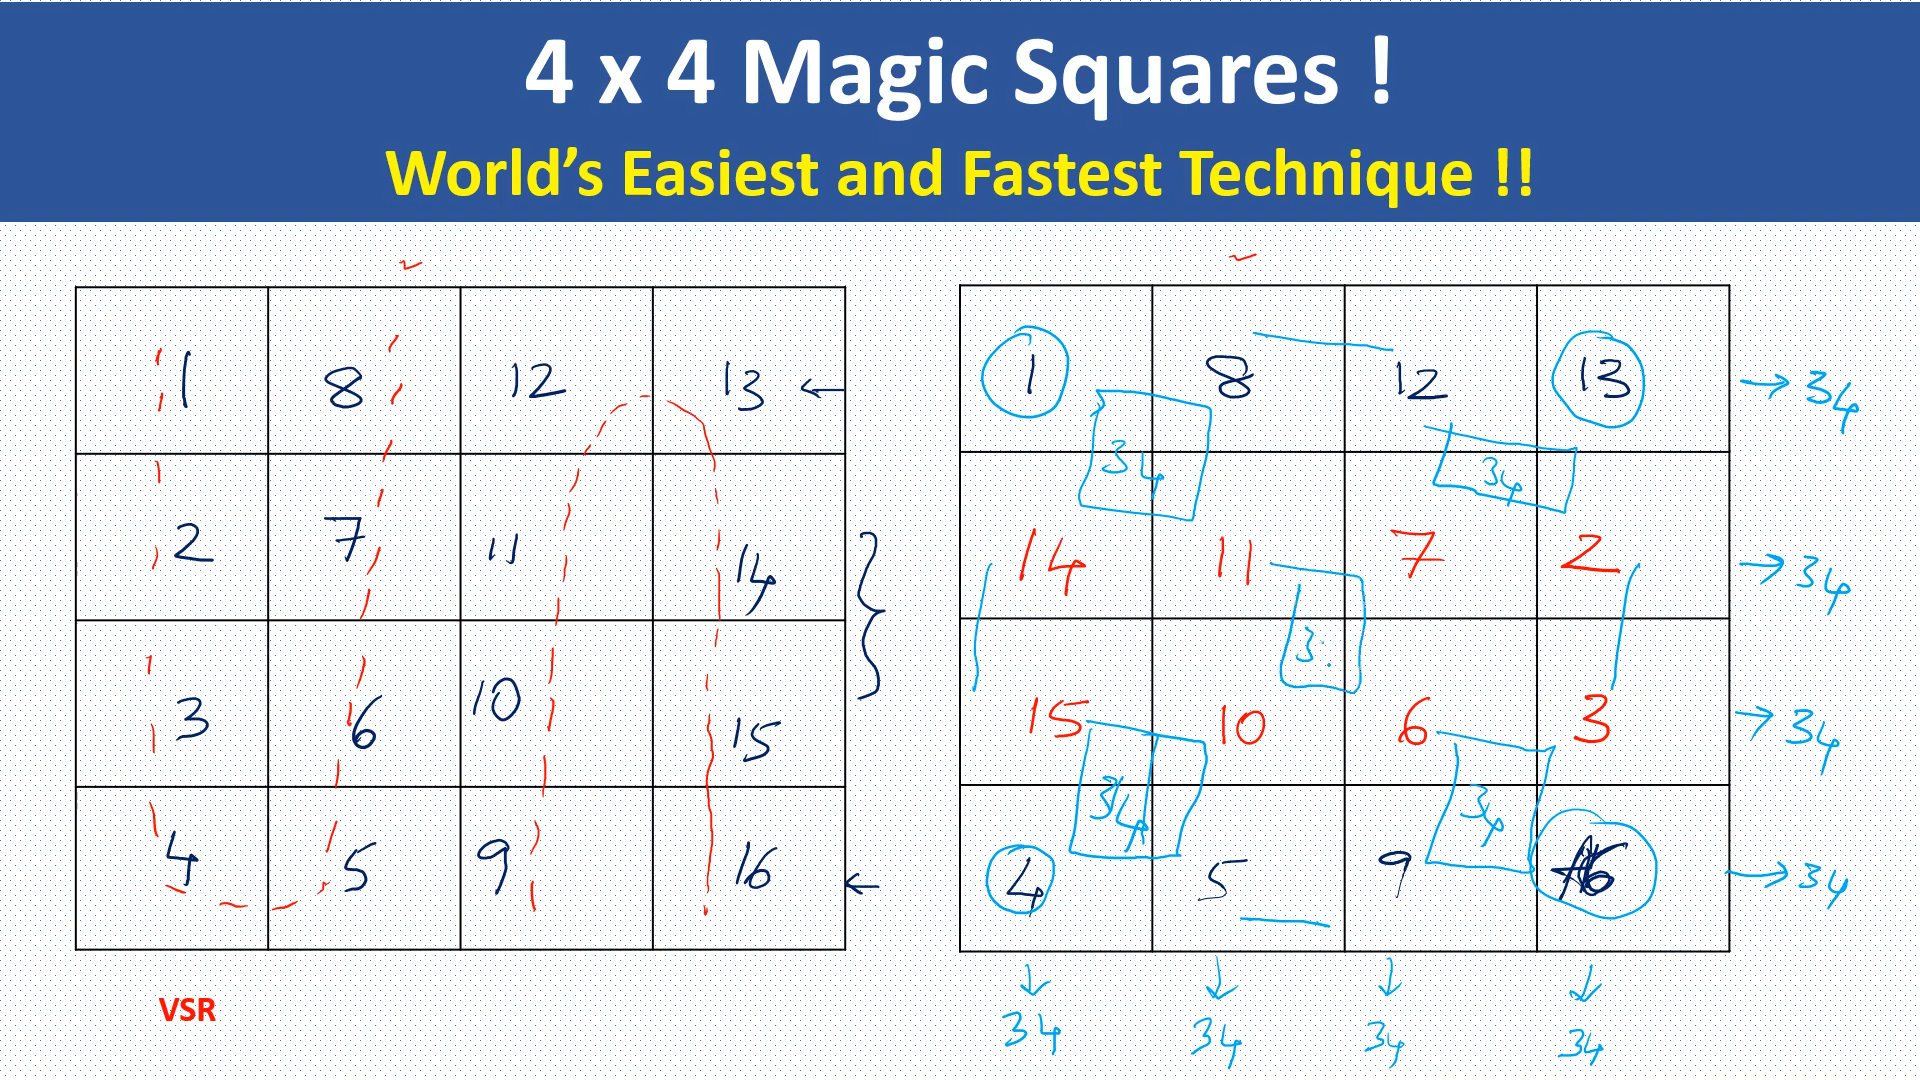 4 x 4 Magic Squares !
World's Easiest and Fastest Technique !!
1 8 12 13 ←
2 7 11 14
3 6 10 15
4 5 9 16 ←
1 8 12 13 → 34
34 34
14 11 7 2 → 34
3
15 10 6 3 → 34
34 34
4 5 9 16 → 34
↓ ↓ ↓ ↓
34 34 34 34
VSR